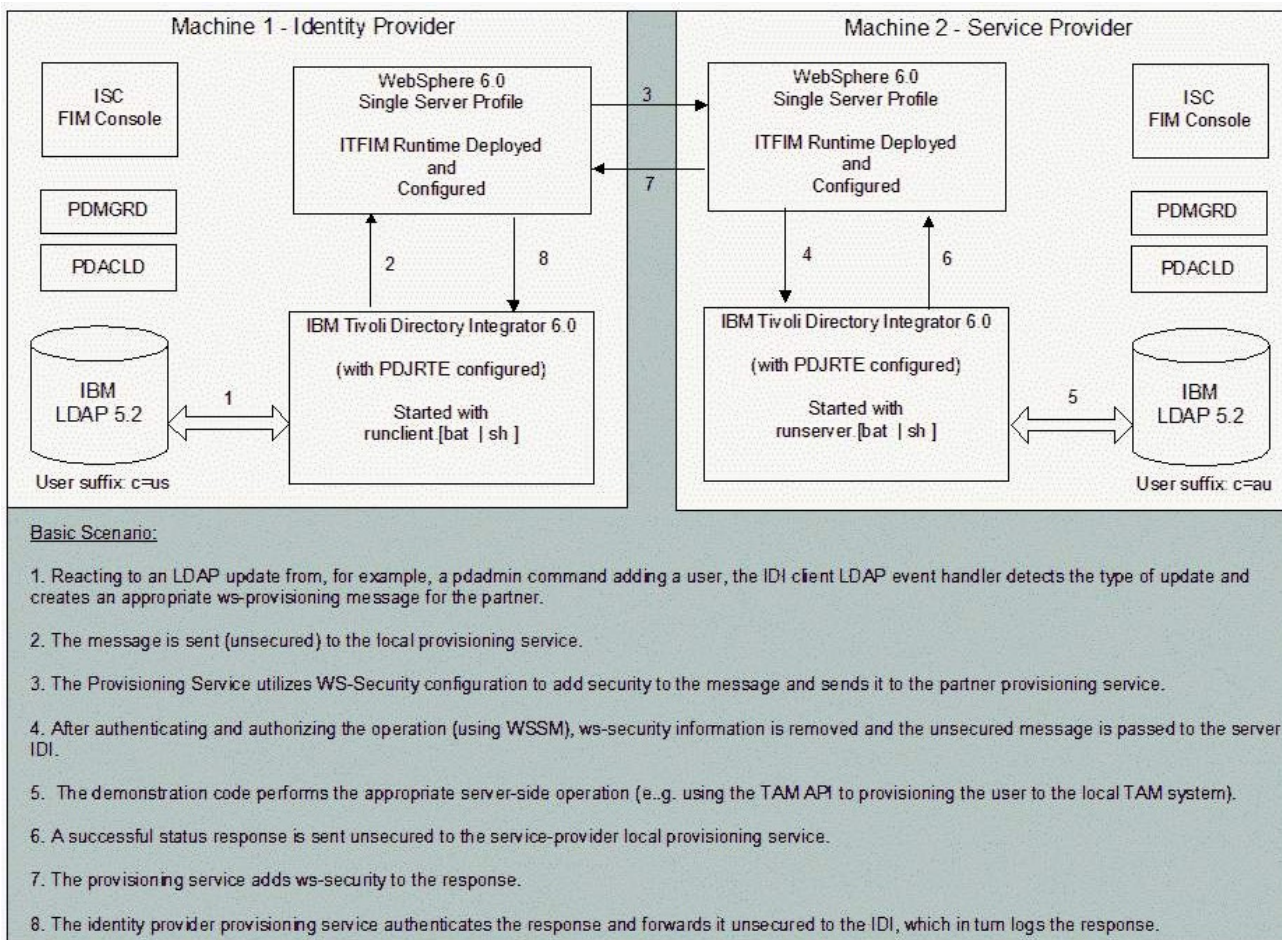 Machine 1 - Identity Provider
ISC
FIM Console
PDMGRD
PDACLD
IBM
LDAP 5.2
User suffix: c=us
WebSphere 6.0
Single Server Profile
ITFIM Runtime Deployed
and
Configured
2
8
1
IBM Tivoli Directory Integrator 6.0
(with PDJRTE configured)
Started with
runclient.[bat | sh ]
3
7
Machine 2 - Service Provider
WebSphere 6.0
Single Server Profile
ITFIM Runtime Deployed
and
Configured
4
6
IBM Tivoli Directory Integrator 6.0
(with PDJRTE configured)
Started with
runserver.[bat | sh ]
5
ISC
FIM Console
PDMGRD
PDACLD
IBM
LDAP 5.2
User suffix: c=au
Basic Scenario:
1. Reacting to an LDAP update from, for example, a pdadmin command adding a user, the IDI client LDAP event handler detects the type of update and
creates an appropriate ws-provisioning message for the partner.
2. The message is sent (unsecured) to the local provisioning service.
3. The Provisioning Service utilizes WS-Security configuration to add security to the message and sends it to the partner provisioning service.
4. After authenticating and authorizing the operation (using WSSM), ws-security information is removed and the unsecured message is passed to the server
IDI.
5. The demonstration code performs the appropriate server-side operation (e..g. using the TAM API to provisioning the user to the local TAM system).
6. A successful status response is sent unsecured to the service-provider local provisioning service.
7. The provisioning service adds ws-security to the response.
8. The identity provider provisioning service authenticates the response and forwards it unsecured to the IDI, which in turn logs the response.